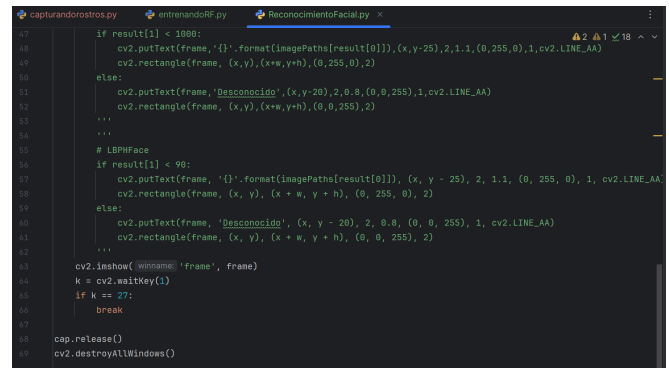 capturandorostros.py entrenandoRF.py ReconocimientoFacial.py ×
47 if result[1] < 1000: 2 1 18
48 cv2.putText(frame,'{}'.format(imagePaths[result[0]]),(x,y-25),2,1.1,(0,255,0),1,cv2.LINE_AA)
49 cv2.rectangle(frame, (x,y),(x+w,y+h),(0,255,0),2)
50 else:
51 cv2.putText(frame,'Desconocido',(x,y-20),2,0.8,(0,0,255),1,cv2.LINE_AA)
52 cv2.rectangle(frame, (x,y),(x+w,y+h),(0,0,255),2)
53 '''
54 '''
55 # LBPHFace
56 if result[1] < 90:
57 cv2.putText(frame, '{}'.format(imagePaths[result[0]]), (x, y - 25), 2, 1.1, (0, 255, 0), 1, cv2.LINE_AA)
58 cv2.rectangle(frame, (x, y), (x + w, y + h), (0, 255, 0), 2)
59 else:
60 cv2.putText(frame, 'Desconocido', (x, y - 20), 2, 0.8, (0, 0, 255), 1, cv2.LINE_AA)
61 cv2.rectangle(frame, (x, y), (x + w, y + h), (0, 0, 255), 2)
62 '''
63 cv2.imshow( winname: 'frame', frame)
64 k = cv2.waitKey(1)
65 if k == 27:
66 break
67
68 cap.release()
69 cv2.destroyAllWindows()